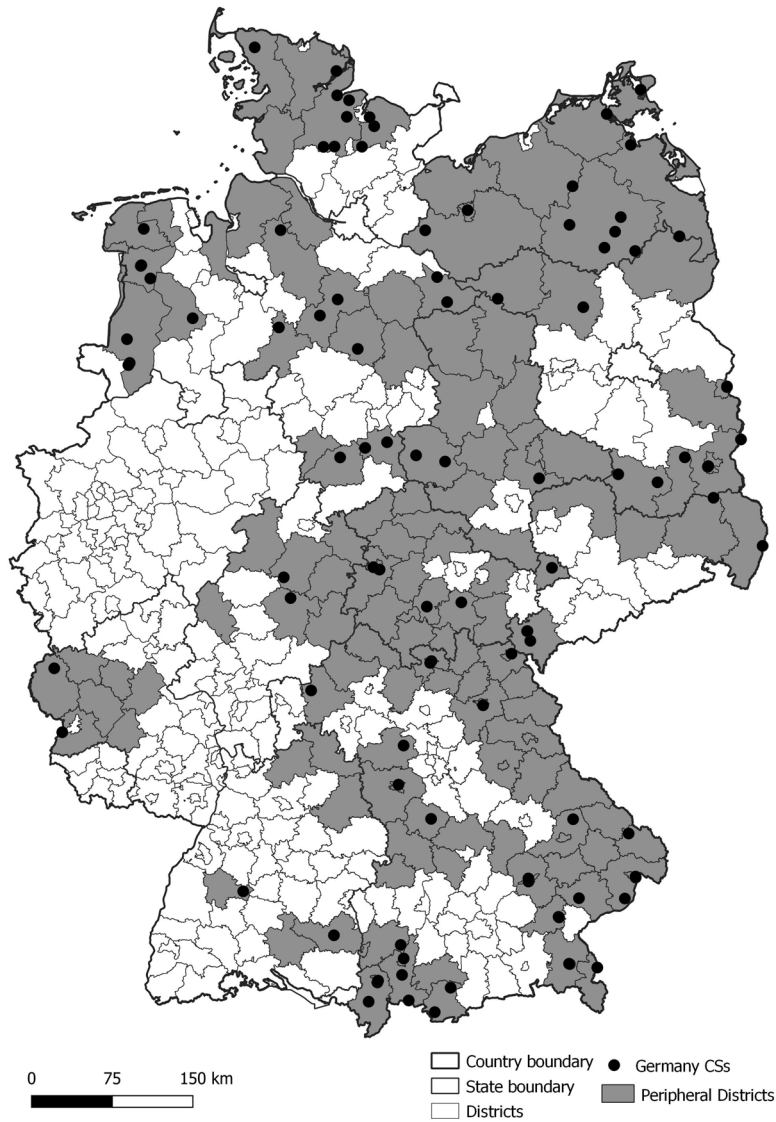 0 75 150 km
Country boundary
State boundary
Districts
Germany CSs
Peripheral Districts